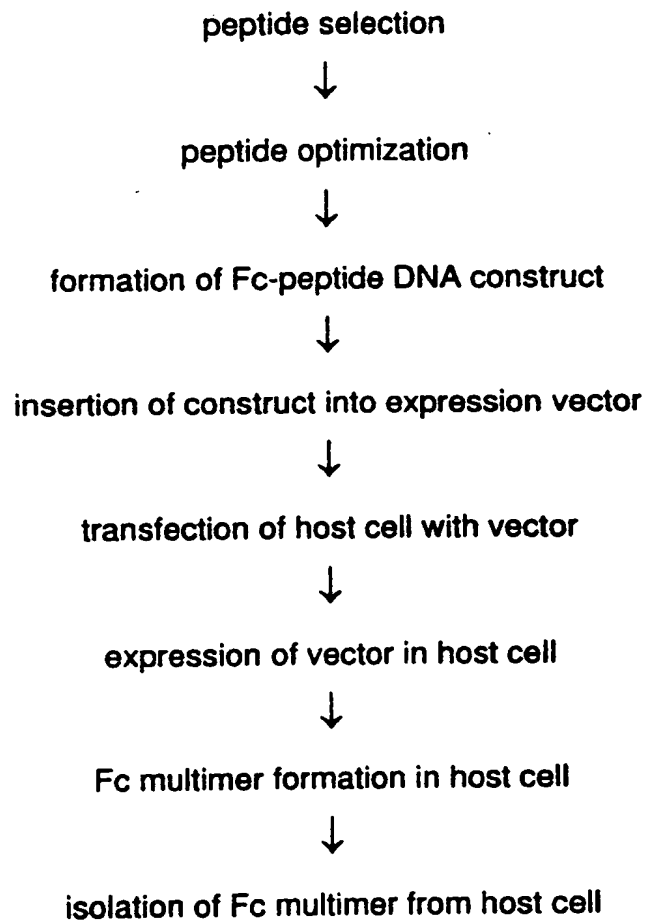 peptide selection
↓
peptide optimization
↓
formation of Fc-peptide DNA construct
↓
insertion of construct into expression vector
↓
transfection of host cell with vector
↓
expression of vector in host cell
↓
Fc multimer formation in host cell
↓
isolation of Fc multimer from host cell